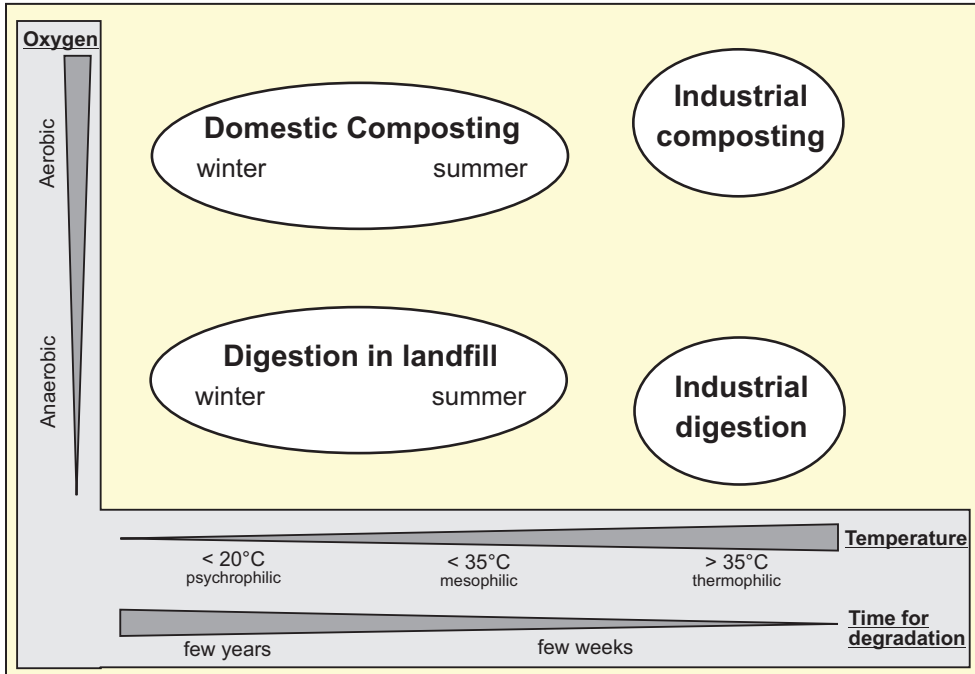 Oxygen
Aerobic
Anaerobic
Domestic Composting
winter summer
Industrial
composting
Digestion in landfill
winter summer
Industrial
digestion
Temperature
< 20°C < 35°C > 35°C
psychrophilic mesophilic thermophilic
Time for
degradation
few years few weeks